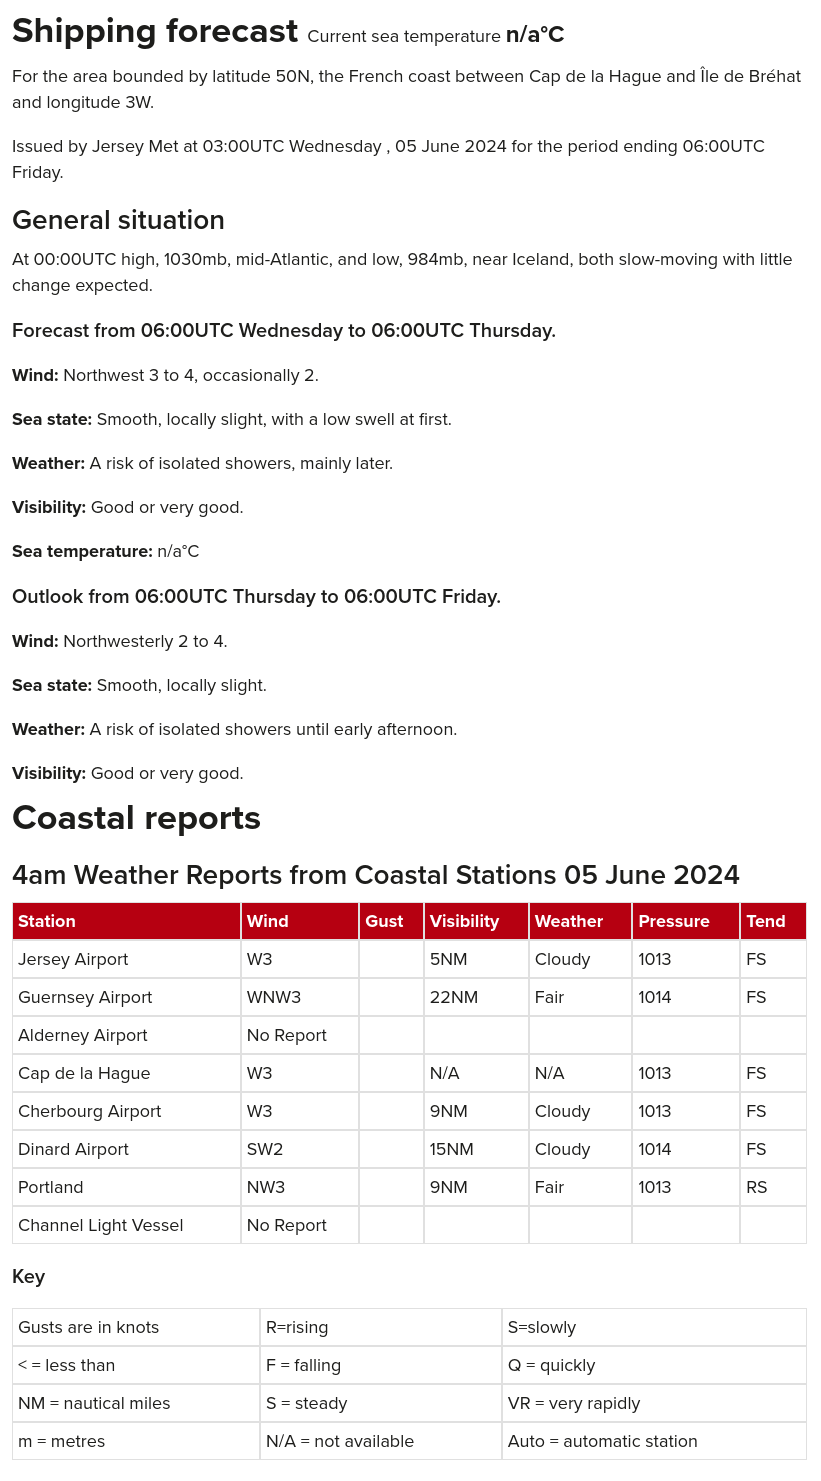 Shipping forecast Current sea temperature n/a°C
For the area bounded by latitude 50N, the French coast between Cap de la Hague and Île de Bréhat
and longitude 3W.
Issued by Jersey Met at 03:00UTC Wednesday , 05 June 2024 for the period ending 06:00UTC
Friday.
General situation
At 00:00UTC high, 1030mb, mid-Atlantic, and low, 984mb, near Iceland, both slow-moving with little
change expected.
Forecast from 06:00UTC Wednesday to 06:00UTC Thursday.
Wind: Northwest 3 to 4, occasionally 2.
Sea state: Smooth, locally slight, with a low swell at first.
Weather: A risk of isolated showers, mainly later.
Visibility: Good or very good.
Sea temperature: n/a°C
Outlook from 06:00UTC Thursday to 06:00UTC Friday.
Wind: Northwesterly 2 to 4.
Sea state: Smooth, locally slight.
Weather: A risk of isolated showers until early afternoon.
Visibility: Good or very good.
Coastal reports
4am Weather Reports from Coastal Stations 05 June 2024
Station Wind Gust Visibility Weather Pressure Tend
Jersey Airport W3 5NM Cloudy 1013 FS
Guernsey Airport WNW3 22NM Fair 1014 FS
Alderney Airport No Report
Cap de la Hague W3 N/A N/A 1013 FS
Cherbourg Airport W3 9NM Cloudy 1013 FS
Dinard Airport SW2 15NM Cloudy 1014 FS
Portland NW3 9NM Fair 1013 RS
Channel Light Vessel No Report
Key
Gusts are in knots R=rising S=slowly
< = less than F = falling Q = quickly
NM = nautical miles S = steady VR = very rapidly
m = metres N/A = not available Auto = automatic station